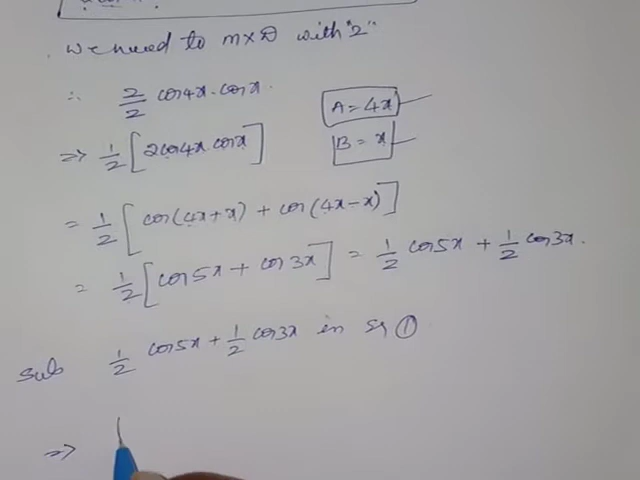 We need to m×D with "2"
∴ 2/2 cos4x·cosx.
=> 1/2 [2cos4x cosx]
A = 4x
B = x
= 1/2 [cos(4x+x) + cos(4x-x)]
= 1/2 [cos5x + cos3x] = 1/2 cos5x + 1/2 cos3x.
Sub 1/2 cos5x + 1/2 cos3x in ①
=>